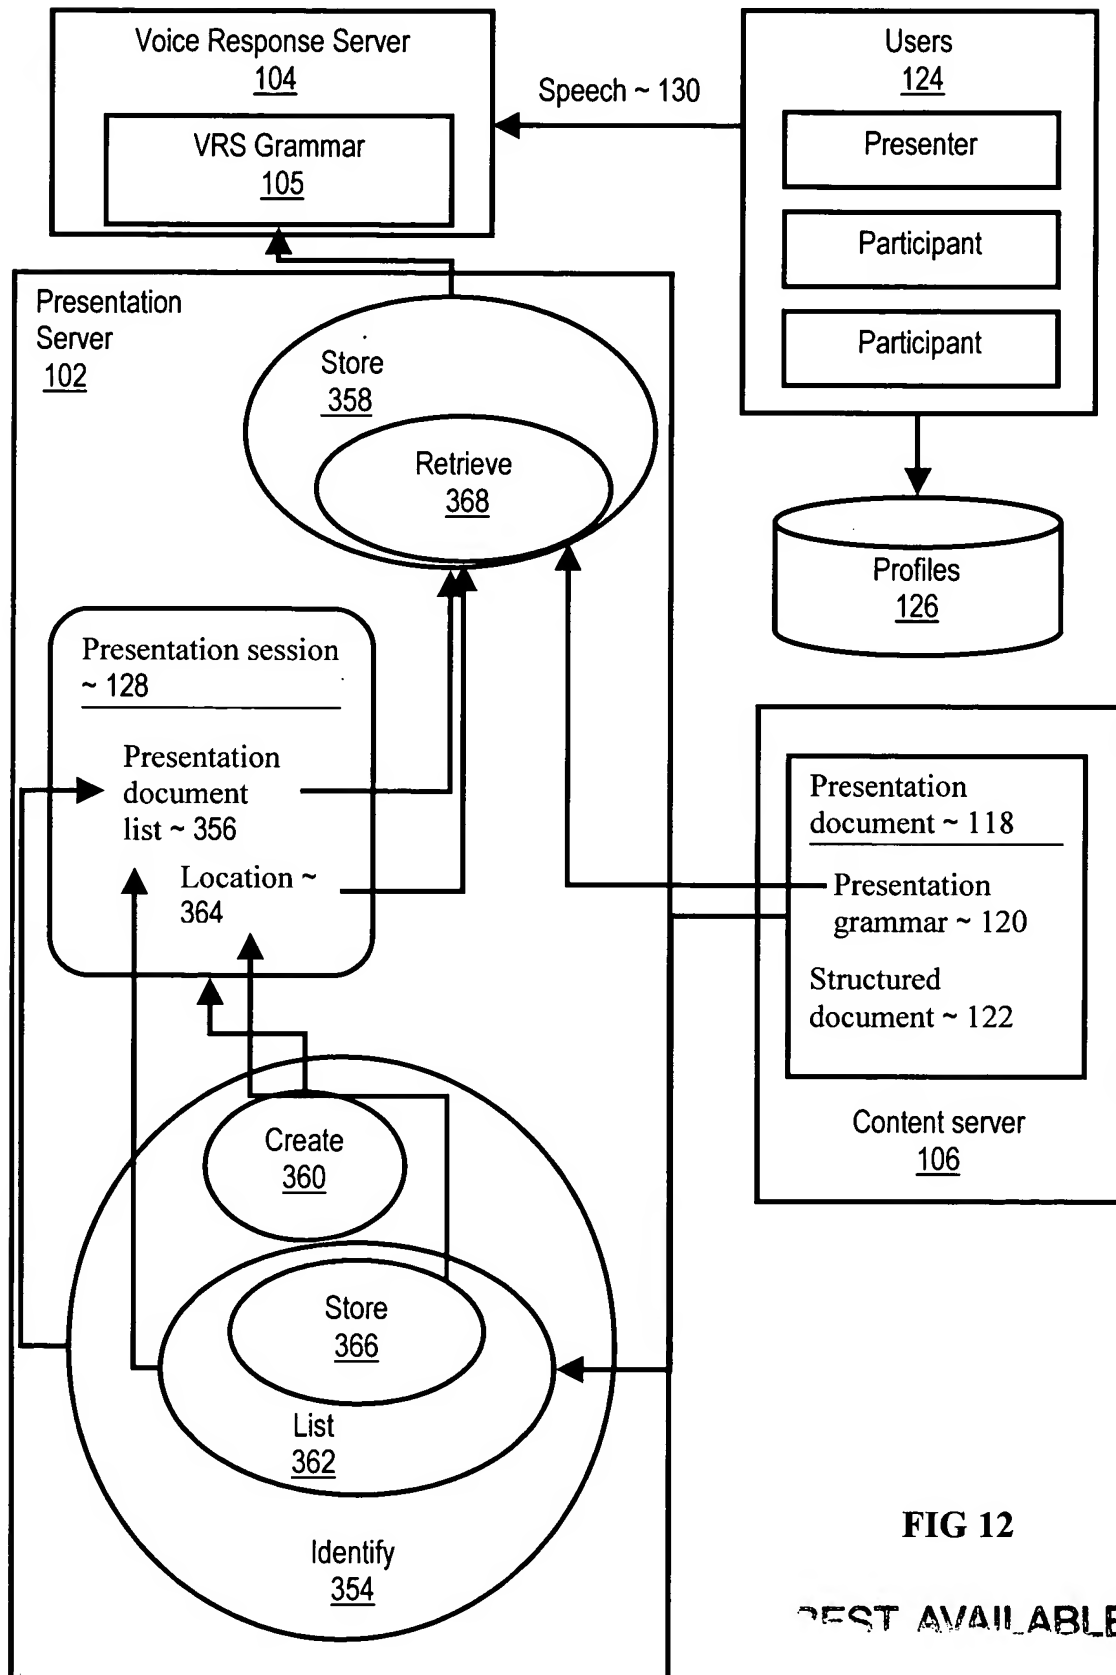 Voice Response Server
104
VRS Grammar
105
Speech ~ 130
Users
124
Presenter
Participant
Participant
Presentation
Server
102
Store
358
Retrieve
368
Profiles
126
Presentation session
~ 128
Presentation
document
list ~ 356
Location ~
364
Presentation
document ~ 118
Presentation
grammar ~ 120
Structured
document ~ 122
Content server
106
Create
360
Store
366
List
362
Identify
354
FIG 12
BEST AVAILABLE